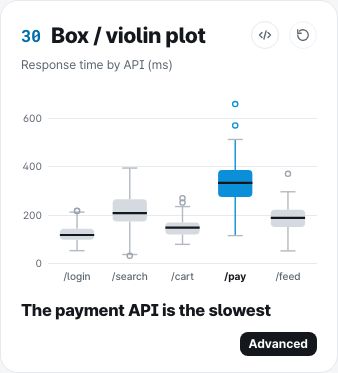 30 Box / violin plot
</>
Response time by API (ms)
600
400
200
0
/login /search /cart /pay /feed
The payment API is the slowest
Advanced